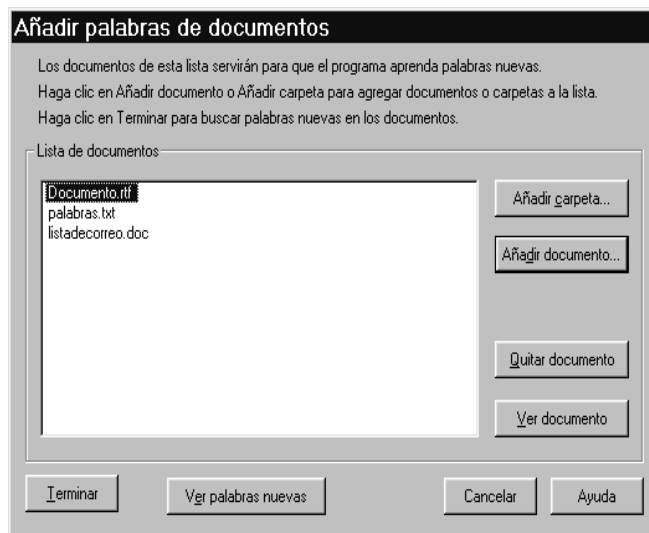 Añadir palabras de documentos
Los documentos de esta lista servirán para que el programa aprenda palabras nuevas.
Haga clic en Añadir documento o Añadir carpeta para agregar documentos o carpetas a la lista.
Haga clic en Terminar para buscar palabras nuevas en los documentos.
Lista de documentos
Documento.rtf
palabras.txt
listadecorreo.doc
Añadir carpeta...
Añadir documento...
Quitar documento
Ver documento
Terminar
Ver palabras nuevas
Cancelar
Ayuda